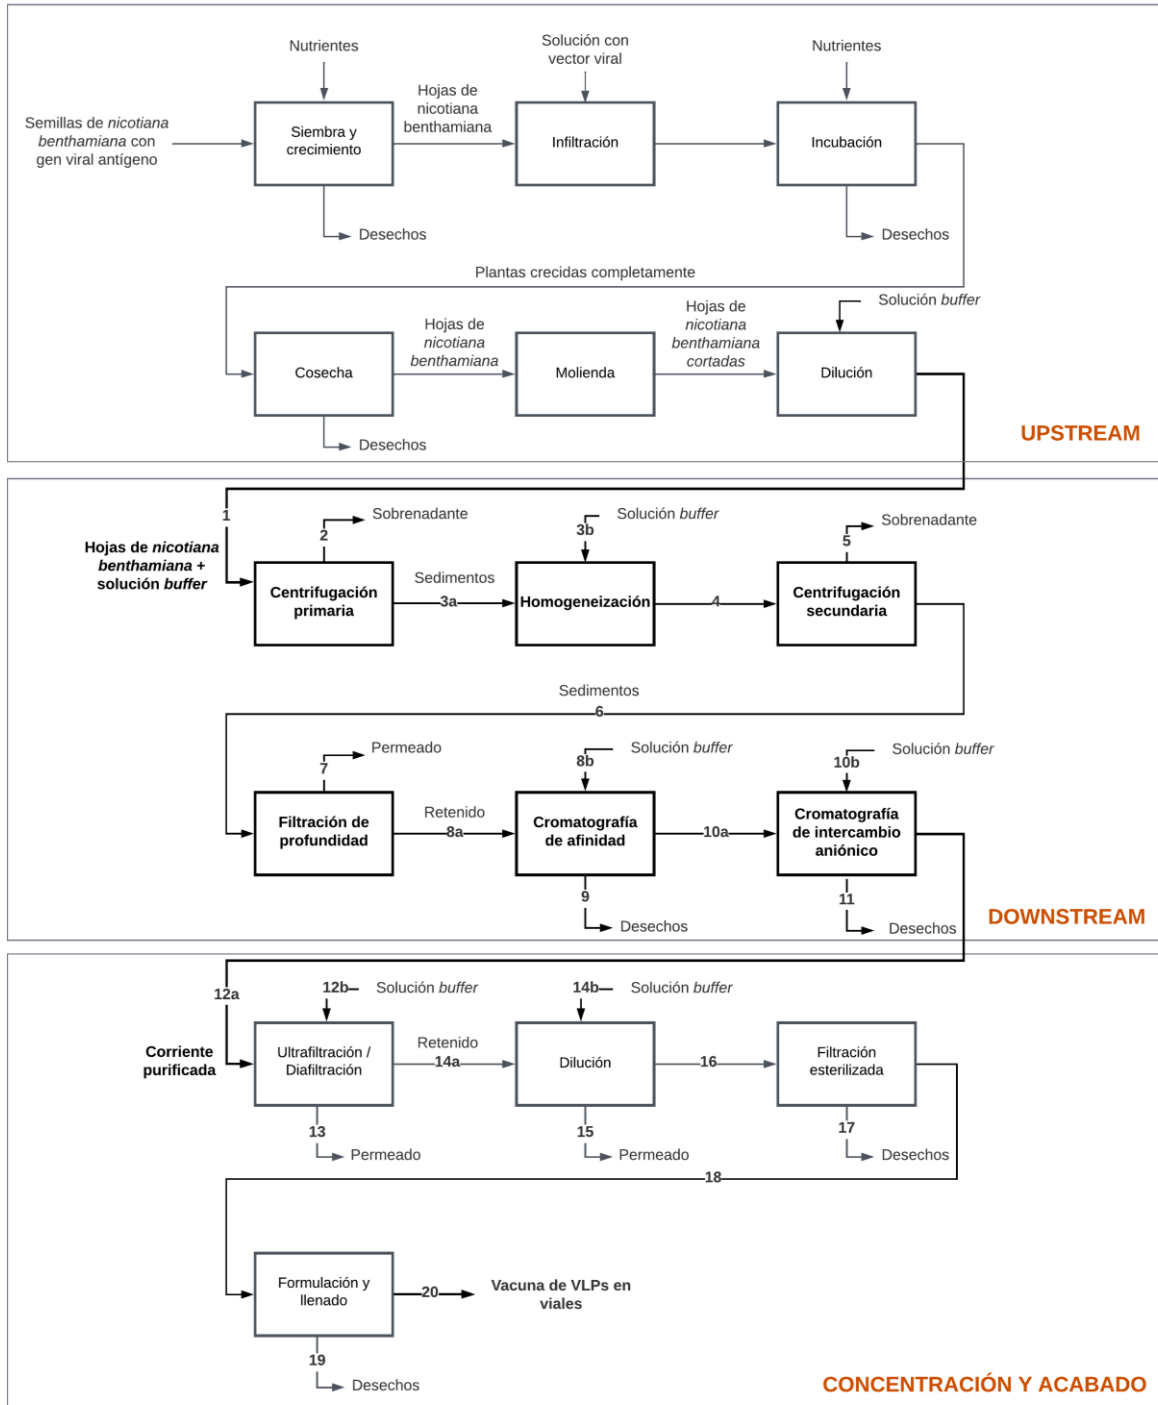 Nutrientes
Solución con
vector viral
Nutrientes
Semillas de nicotiana
benthamiana con
gen viral antígeno
Siembra y
crecimiento
Hojas de
nicotiana
benthamiana
Infiltración
Incubación
Desechos
Desechos
Plantas crecidas completamente
Solución buffer
Cosecha
Hojas de
nicotiana
benthamiana
Molienda
Hojas de
nicotiana
benthamiana
cortadas
Dilución
Desechos
UPSTREAM
1
Hojas de nicotiana
benthamiana +
solución buffer
2
Sobrenadante
3b
Solución buffer
5
Sobrenadante
Centrifugación
primaria
Sedimentos
3a
Homogeneización
4
Centrifugación
secundaria
Sedimentos
6
7
Permeado
8b
Solución buffer
10b
Solución buffer
Filtración de
profundidad
Retenido
8a
Cromatografía
de afinidad
10a
Cromatografía
de intercambio
aniónico
9
Desechos
11
Desechos
DOWNSTREAM
12a
Corriente
purificada
12b
Solución buffer
14b
Solución buffer
Ultrafiltración /
Diafiltración
Retenido
14a
Dilución
16
Filtración
esterilizada
13
Permeado
15
Permeado
17
Desechos
18
Formulación y
llenado
20
Vacuna de VLPs en
viales
19
Desechos
CONCENTRACIÓN Y ACABADO